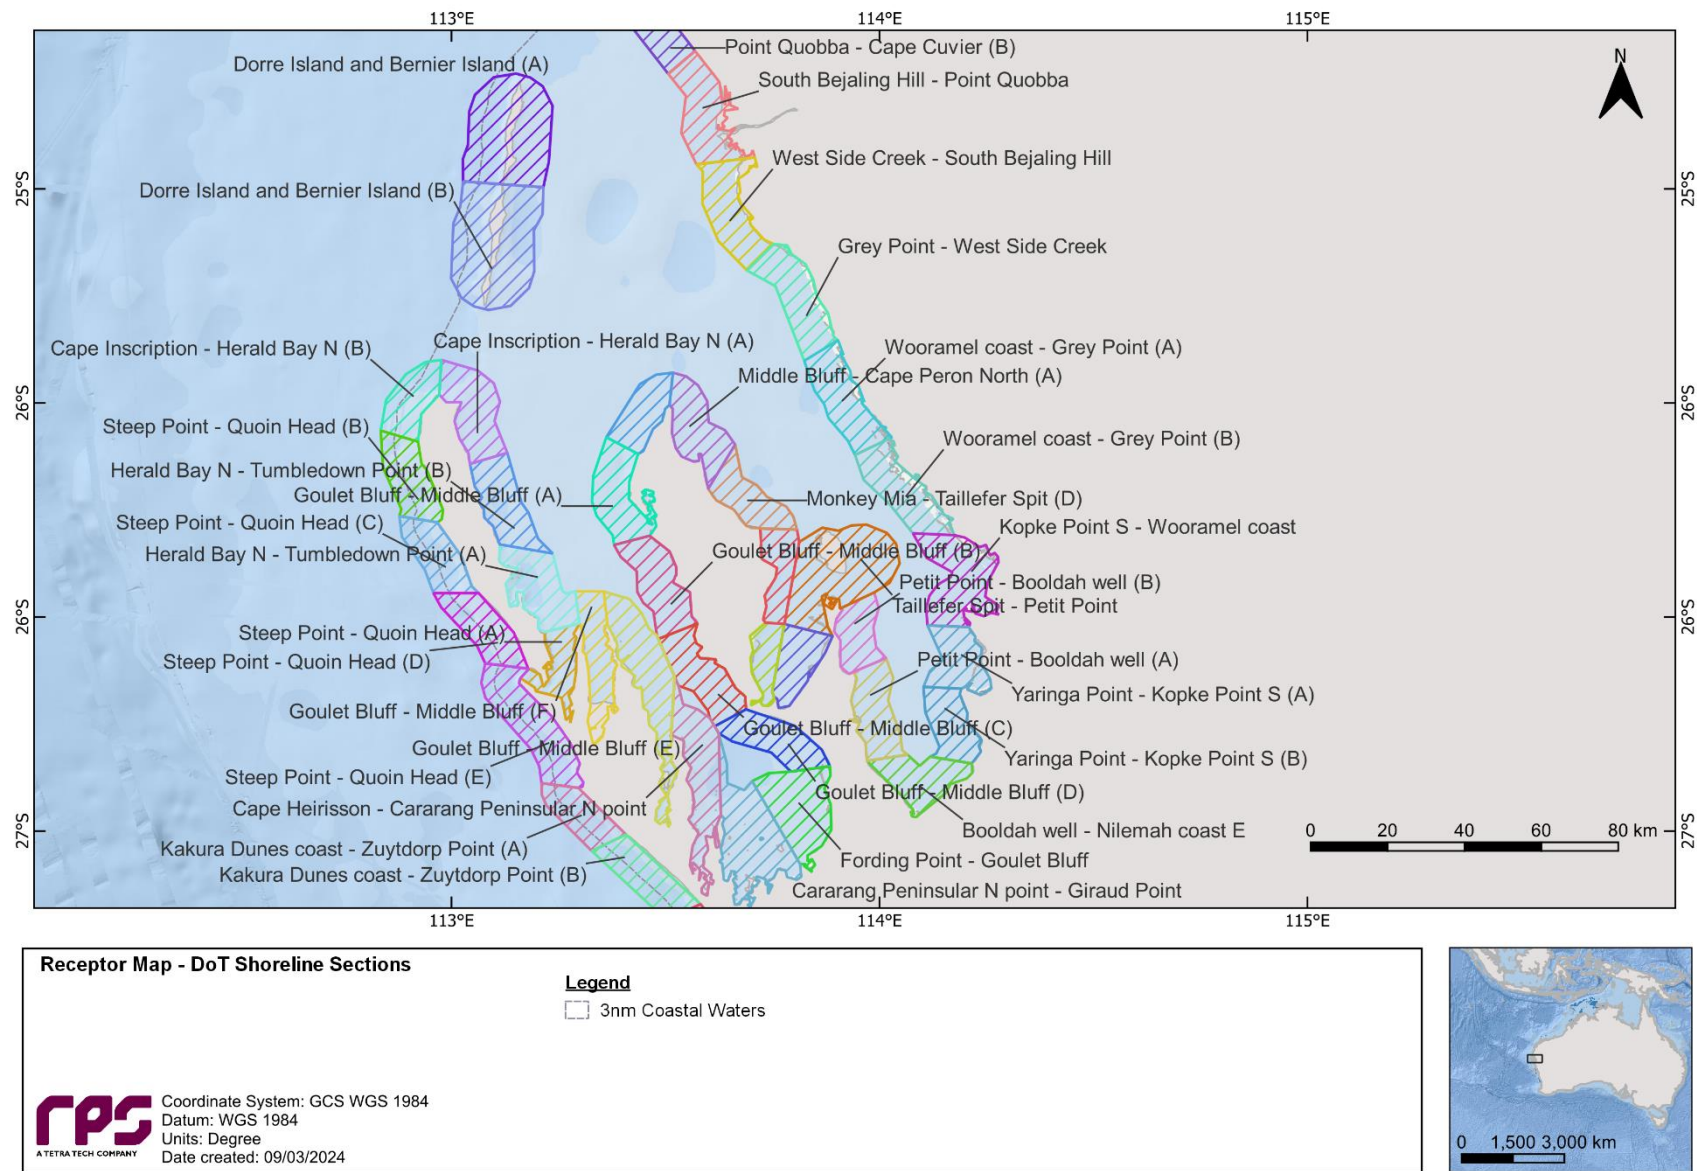 113°E
114°E
115°E
N
Point Quobba - Cape Cuvier (B)
Dorre Island and Bernier Island (A)
South Bejaling Hill - Point Quobba
West Side Creek - South Bejaling Hill
25°S
Dorre Island and Bernier Island (B)
25°S
Grey Point - West Side Creek
Cape Inscription - Herald Bay N (A)
Cape Inscription - Herald Bay N (B)
Wooramel coast - Grey Point (A)
Middle Bluff - Cape Peron North (A)
26°S
26°S
Steep Point - Quoin Head (B)
Wooramel coast - Grey Point (B)
Herald Bay N - Tumbledown Point (B)
Goulet Bluff - Middle Bluff (A)
Monkey Mia - Taillefer Spit (D)
Steep Point - Quoin Head (C)
Kopke Point S - Wooramel coast
Herald Bay N - Tumbledown Point (A)
Goulet Bluff - Middle Bluff (B)
Petit Point - Booldah well (B)
Taillefer Spit - Petit Point
26°S
26°S
Steep Point - Quoin Head (A)
Steep Point - Quoin Head (D)
Petit Point - Booldah well (A)
Yaringa Point - Kopke Point S (A)
Goulet Bluff - Middle Bluff (F)
Goulet Bluff - Middle Bluff (C)
Goulet Bluff - Middle Bluff (E)
Yaringa Point - Kopke Point S (B)
Steep Point - Quoin Head (E)
Goulet Bluff - Middle Bluff (D)
Cape Heirisson - Cararang Peninsular N point
Booldah well - Nilemah coast E
27°S
27°S
0 20 40 60 80 km
Kakura Dunes coast - Zuytdorp Point (A)
Fording Point - Goulet Bluff
Kakura Dunes coast - Zuytdorp Point (B)
Cararang Peninsular N point - Giraud Point
113°E
114°E
115°E
Receptor Map - DoT Shoreline Sections
Legend
3nm Coastal Waters
rps
A TETRA TECH COMPANY
Coordinate System: GCS WGS 1984
Datum: WGS 1984
Units: Degree
Date created: 09/03/2024
0 1,500 3,000 km